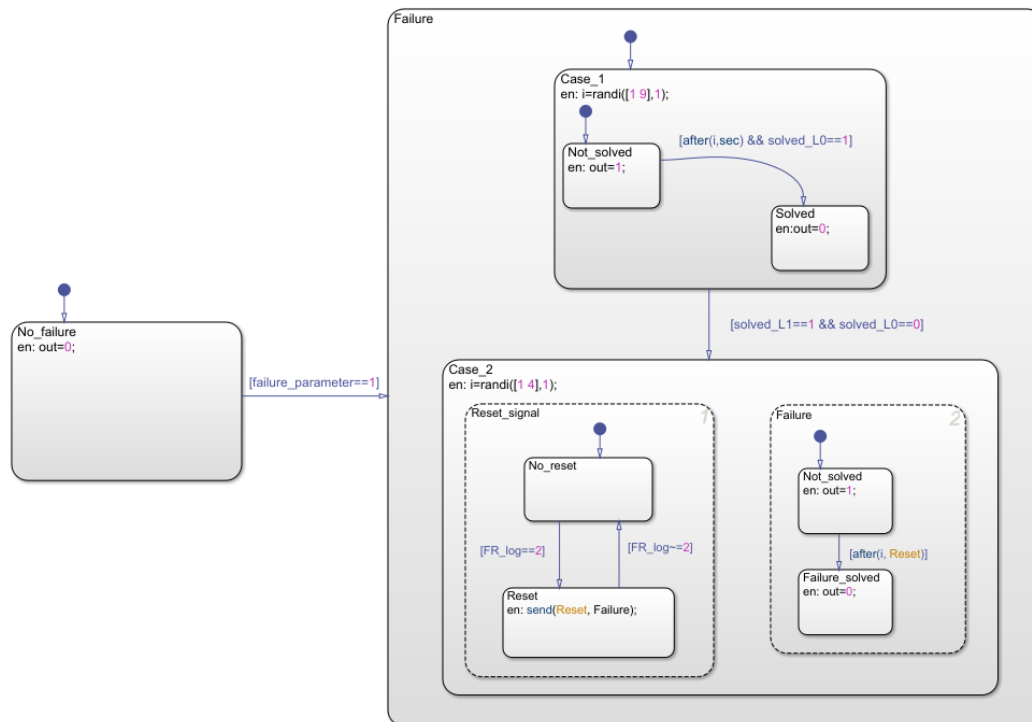 Failure
Case_1
en: i=randi([1 9],1);
[after(i,sec) && solved_L0==1]
Not_solved
en: out=1;
Solved
en:out=0;
No_failure
en: out=0;
[solved_L1==1 && solved_L0==0]
[failure_parameter==1]
Case_2
en: i=randi([1 4],1);
Reset_signal
1
Failure
2
No_reset
Not_solved
en: out=1;
[FR_log==2]
[FR_log~=2]
[after(i, Reset)]
Failure_solved
en: out=0;
Reset
en: send(Reset, Failure);